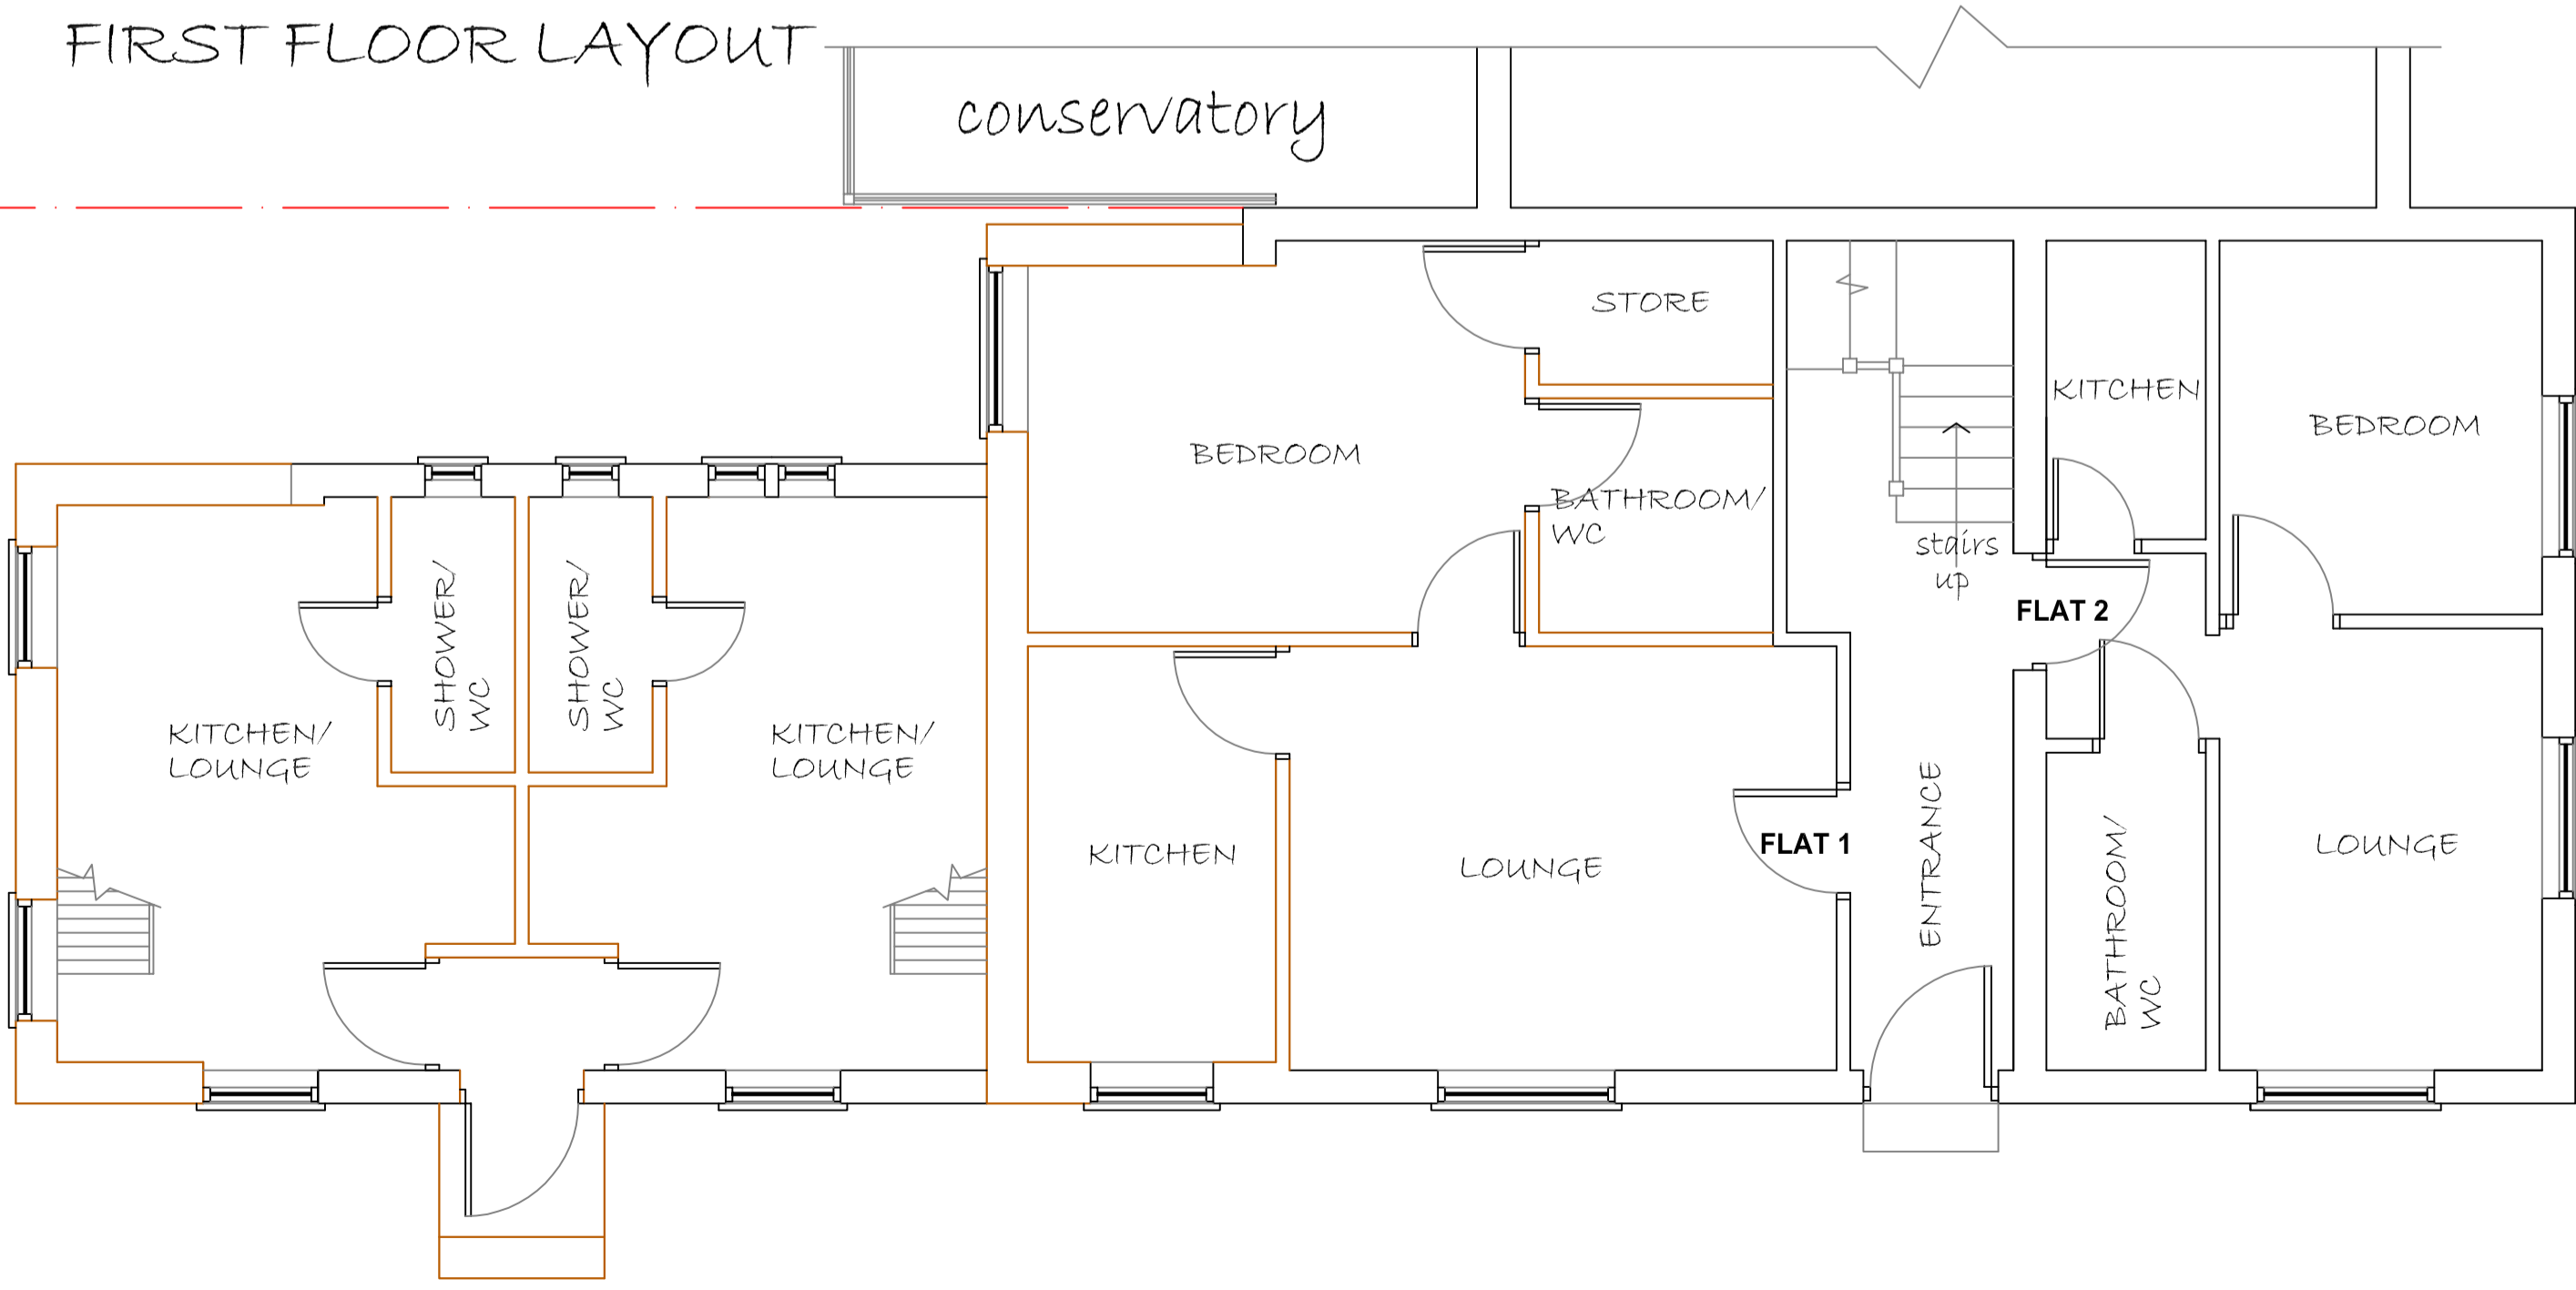 FIRST FLOOR LAYOUT
conservatory
STORE
KITCHEN
BEDROOM
BEDROOM
BATHROOM/
WC
stairs
up
FLAT 2
SHOWER/
WC
SHOWER/
WC
KITCHEN/
LOUNGE
KITCHEN/
LOUNGE
KITCHEN
LOUNGE
FLAT 1
ENTRANCE
BATHROOM/
WC
LOUNGE